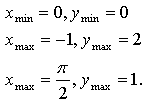 x_min = 0, y_min = 0
x_max = −1, y_max = 2
x_max = π/2, y_max = 1.